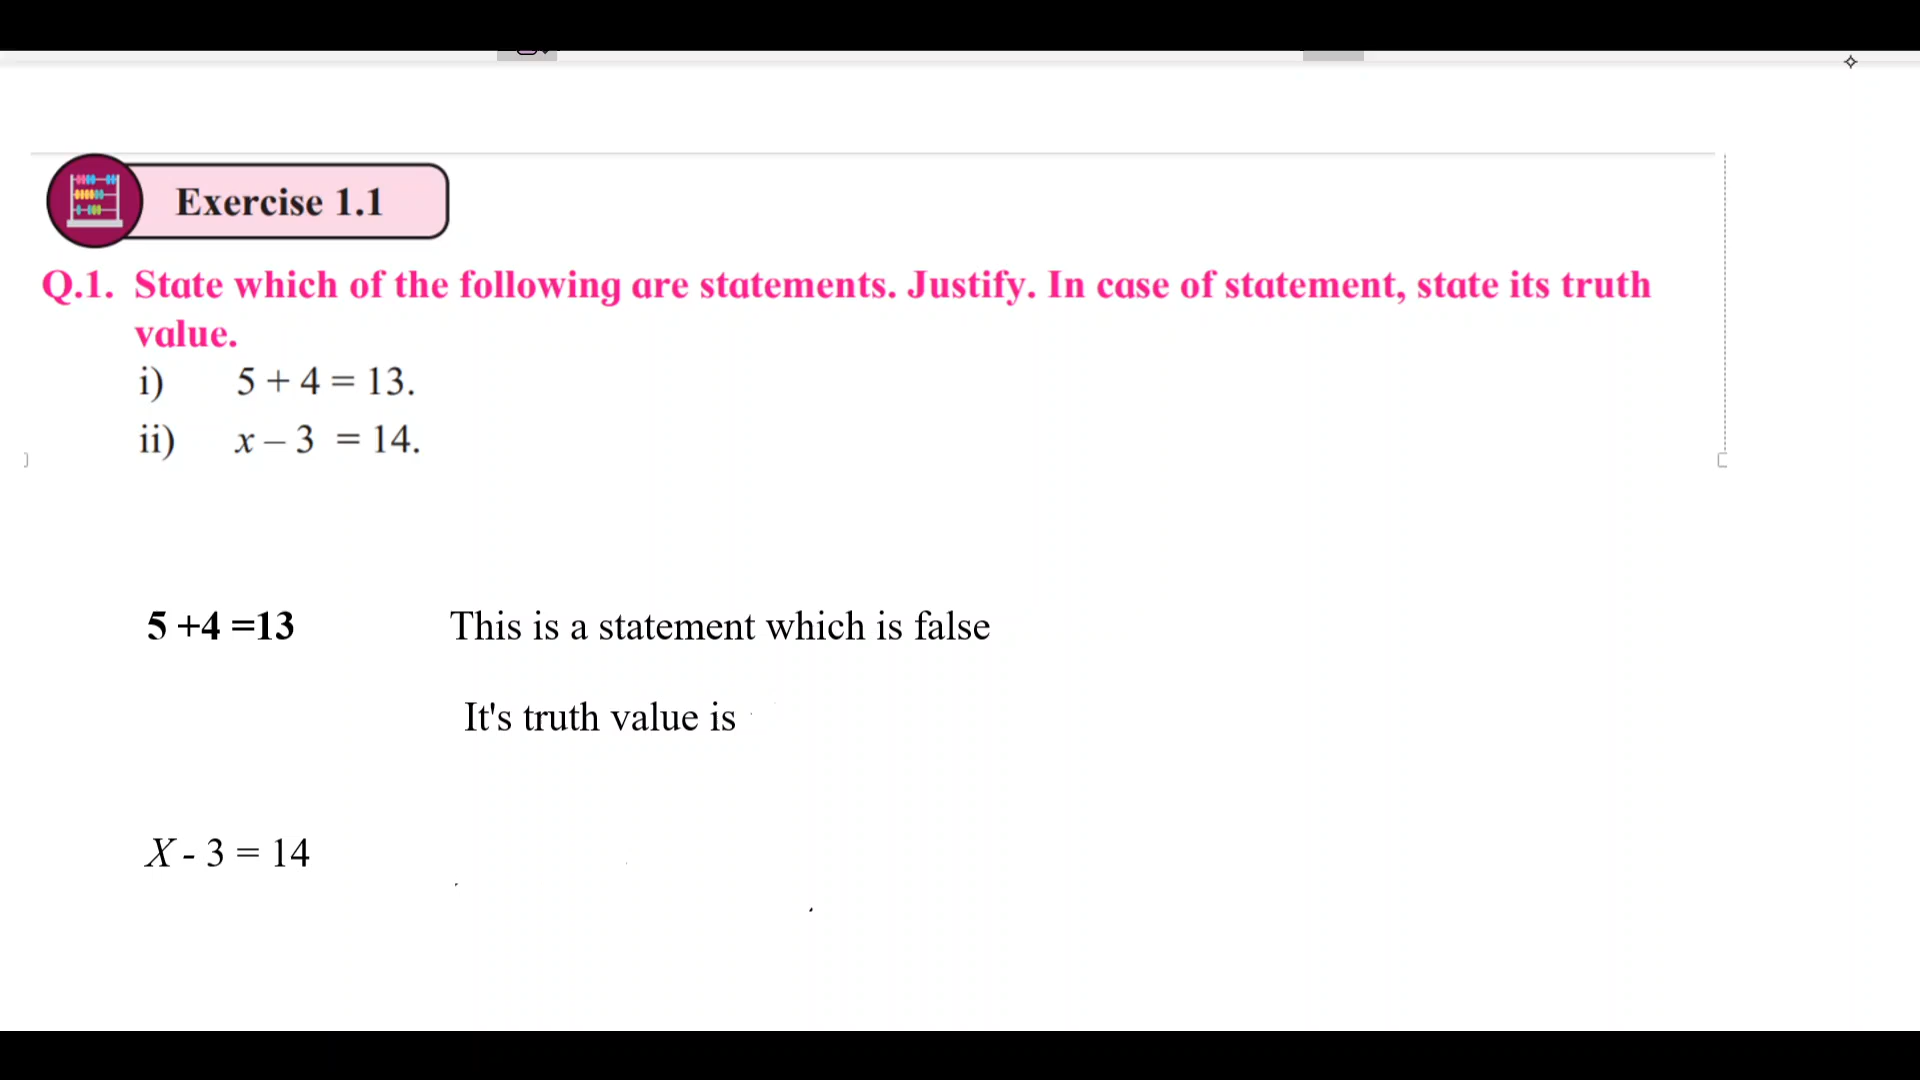 Exercise 1.1
Q.1. State which of the following are statements. Justify. In case of statement, state its truth
value.
i) 5 + 4 = 13.
ii) x – 3 = 14.
5 +4 =13 This is a statement which is false
It's truth value is
X - 3 = 14